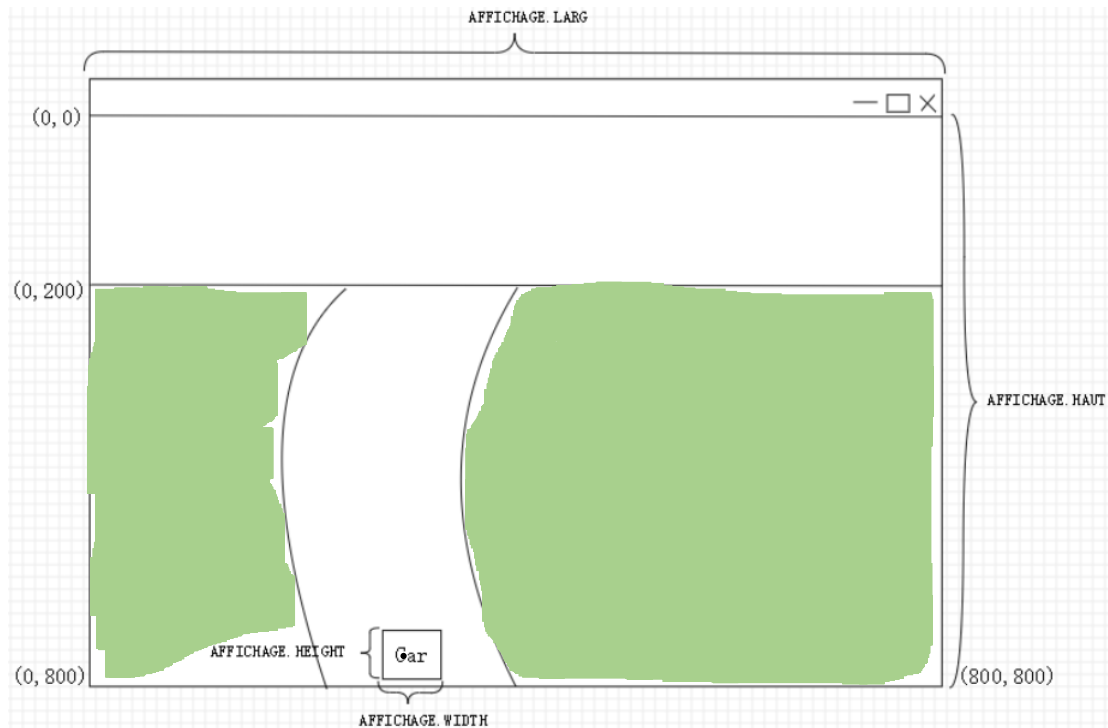 AFFICHAGE.LARG
(0,0)
(0,200)
AFFICHAGE.HAUT
AFFICHAGE.HEIGHT
Car
(0,800)
(800,800)
AFFICHAGE.WIDTH